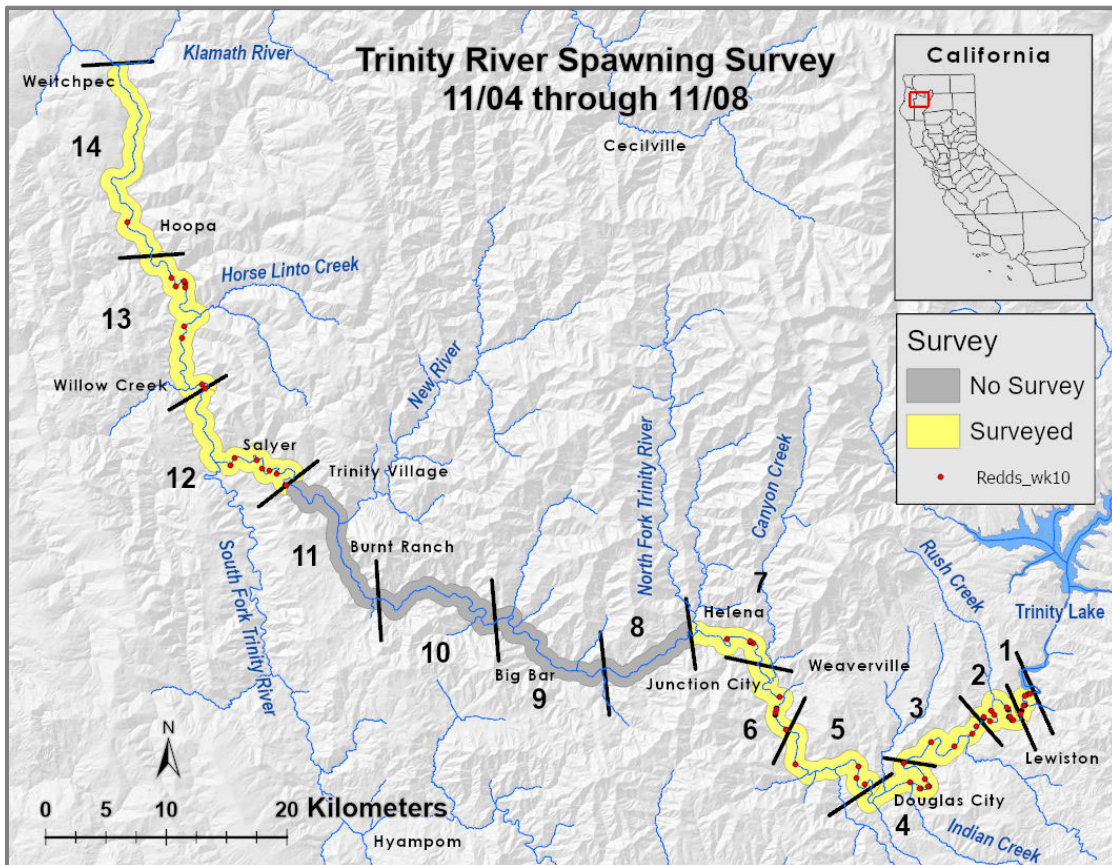 Trinity River Spawning Survey
11/04 through 11/08
California
Klamath River
Weitchpec
Cecilville
14
Hoopa
Horse Linto Creek
13
New River
Survey
No Survey
Surveyed
Redds_wk10
Willow Creek
Salyer
12
Trinity Village
North Fork Trinity River
Canyon Creek
South Fork Trinity River
11
Burnt Ranch
Rush Creek
Trinity Lake
7
Helena
8
10
Big Bar
9
Junction City
Weaverville
1
2
3
6
5
Lewiston
N
Douglas City
4
Indian Creek
0 5 10 20 Kilometers
Hyampom